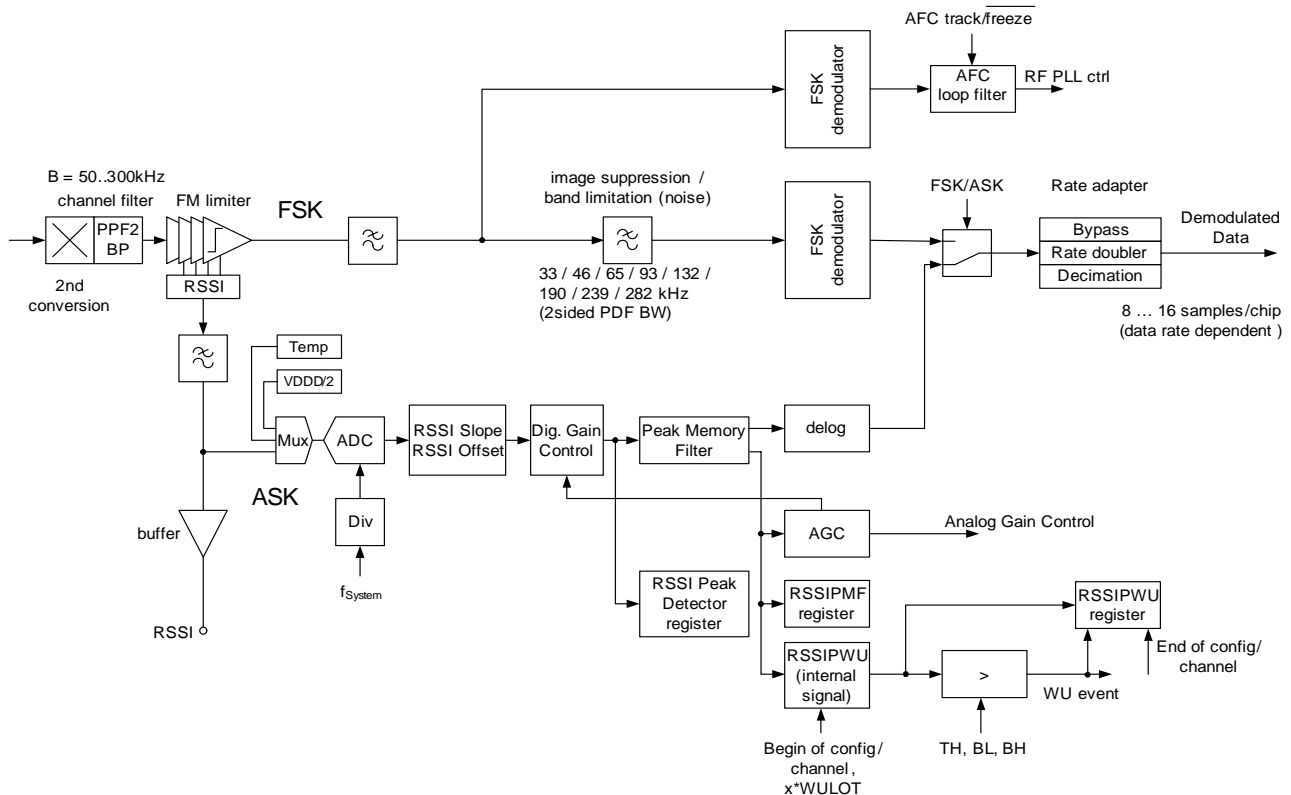 AFC track/freeze
AFC
loop filter
RF PLL ctrl
FSK
demodulator
B = 50..300kHz
channel filter
FM limiter
FSK
image suppression /
band limitation (noise)
FSK/ASK
Rate adapter
PPF2
BP
FSK
demodulator
Bypass
Rate doubler
Decimation
Demodulated
Data
2nd
conversion
RSSI
33 / 46 / 65 / 93 / 132 /
190 / 239 / 282 kHz
(2sided PDF BW)
8 ... 16 samples/chip
(data rate dependent )
Temp
VDDD/2
Mux
ADC
RSSI Slope
RSSI Offset
Dig. Gain
Control
Peak Memory
Filter
delog
ASK
buffer
Div
AGC
Analog Gain Control
fSystem
RSSI Peak
Detector
register
RSSIPMF
register
RSSIPWU
register
RSSI
RSSIPWU
(internal
signal)
>
WU event
End of config/
channel
Begin of config/
channel ,
x*WULOT
TH, BL, BH